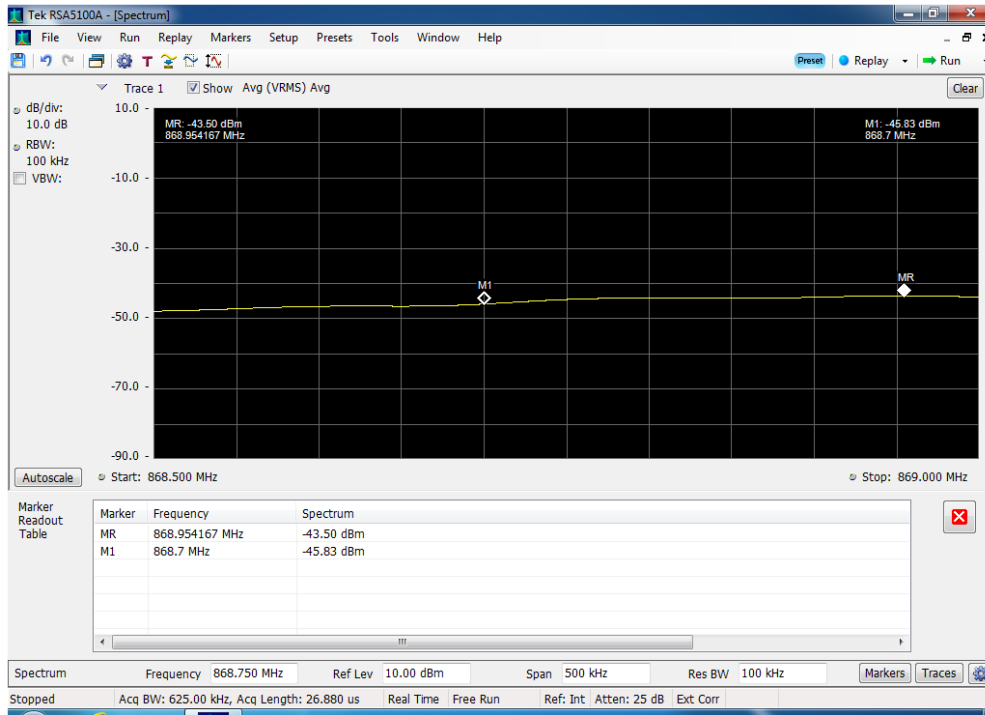 Tek RSA5100A - [Spectrum]
File View Run Replay Markers Setup Presets Tools Window Help
T Preset Replay Run
Trace 1 Show Avg (VRMS) Avg Clear
dB/div:
10.0 dB
RBW:
100 kHz
VBW:
10.0
-10.0
-30.0
-50.0
-70.0
-90.0
MR: -43.50 dBm
868.954167 MHz
M1: -45.83 dBm
868.7 MHz
M1
MR
Autoscale Start: 868.500 MHz Stop: 869.000 MHz
Marker
Readout
Table
Marker Frequency Spectrum
MR 868.954167 MHz -43.50 dBm
M1 868.7 MHz -45.83 dBm
Spectrum Frequency 868.750 MHz Ref Lev 10.00 dBm Span 500 kHz Res BW 100 kHz Markers Traces
Stopped Acq BW: 625.00 kHz, Acq Length: 26.880 us Real Time Free Run Ref: Int Atten: 25 dB Ext Corr